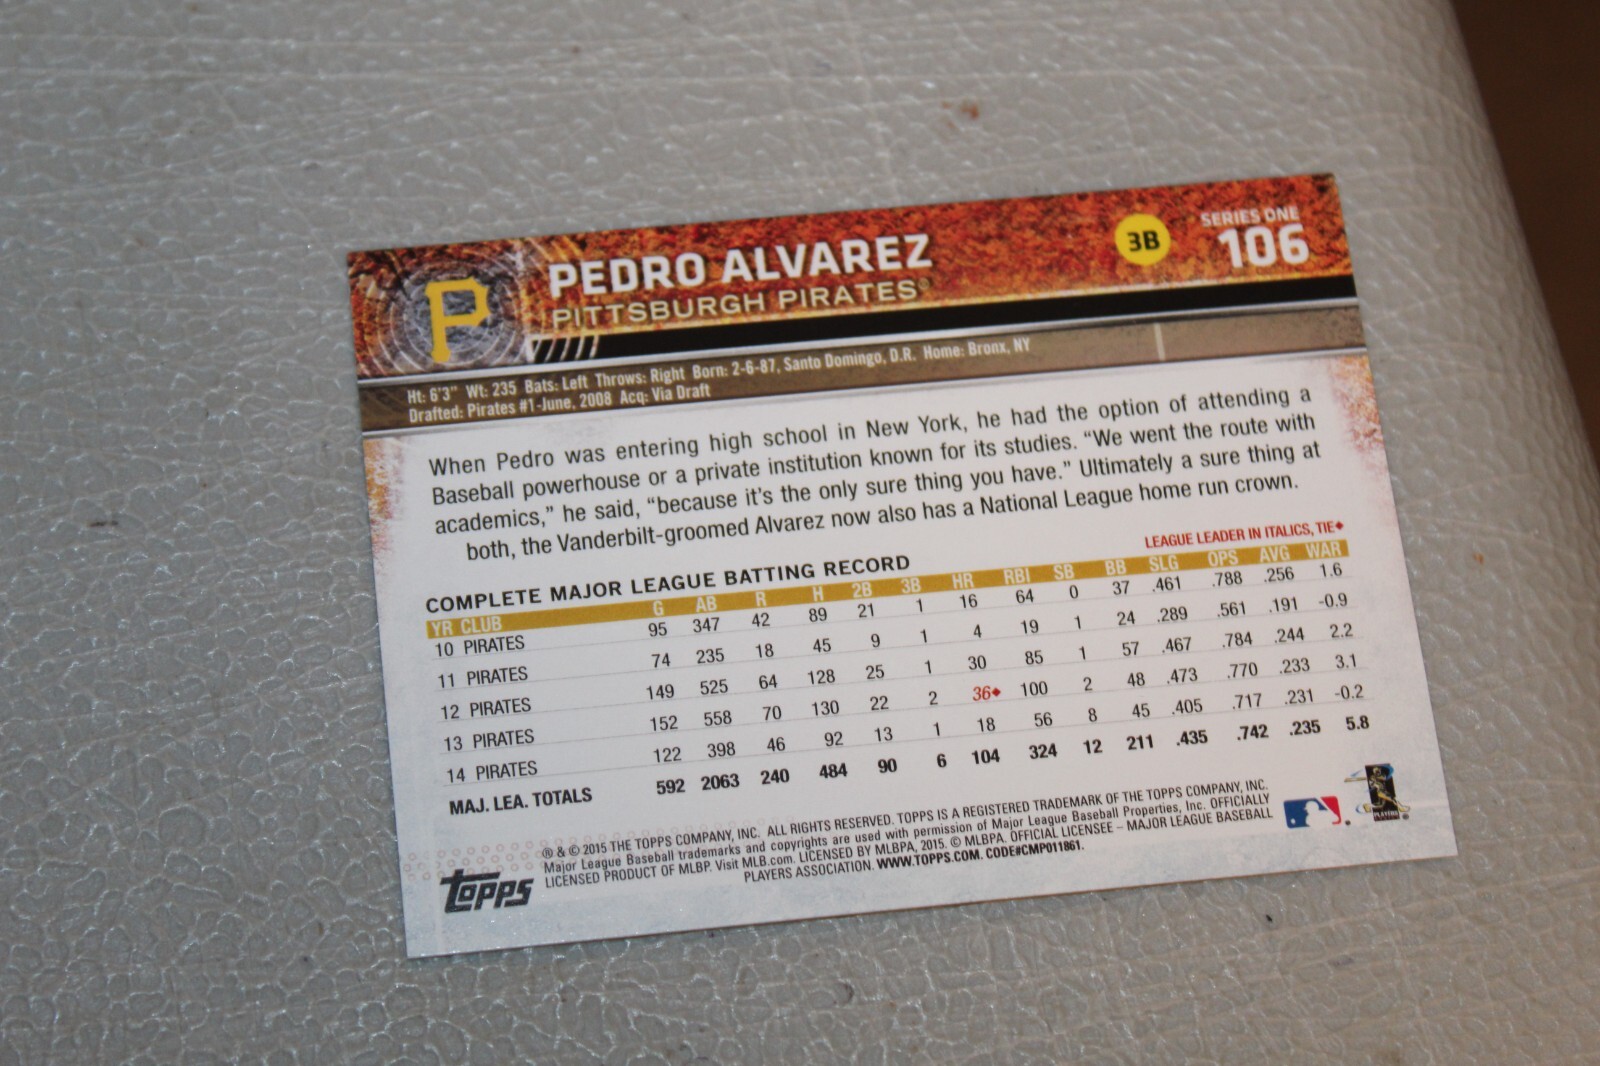 P
PEDRO ALVAREZ
PITTSBURGH PIRATES®
3B
SERIES ONE
106
Ht: 6'3" Wt: 235 Bats: Left Throws: Right Born: 2-6-87, Santo Domingo, D.R. Home: Bronx, NY
Drafted: Pirates #1-June, 2008 Acq: Via Draft
When Pedro was entering high school in New York, he had the option of attending a
Baseball powerhouse or a private institution known for its studies. “We went the route with
academics,” he said, “because it's the only sure thing you have.” Ultimately a sure thing at
both, the Vanderbilt-groomed Alvarez now also has a National League home run crown.
COMPLETE MAJOR LEAGUE BATTING RECORD
LEAGUE LEADER IN ITALICS, TIE◆
YR CLUB G AB R H 2B 3B HR RBI SB BB SLG OPS AVG WAR
10 PIRATES 95 347 42 89 21 1 16 64 0 37 .461 .788 .256 1.6
11 PIRATES 74 235 18 45 9 1 4 19 1 24 .289 .561 .191 -0.9
12 PIRATES 149 525 64 128 25 1 30 85 1 57 .467 .784 .244 2.2
13 PIRATES 152 558 70 130 22 2 36◆ 100 2 48 .473 .770 .233 3.1
14 PIRATES 122 398 46 92 13 1 18 56 8 45 .405 .717 .231 -0.2
MAJ. LEA. TOTALS 592 2063 240 484 90 6 104 324 12 211 .435 .742 .235 5.8
® & © 2015 THE TOPPS COMPANY, INC. ALL RIGHTS RESERVED. TOPPS IS A REGISTERED TRADEMARK OF THE TOPPS COMPANY, INC.
Major League Baseball trademarks and copyrights are used with permission of Major League Baseball Properties, Inc. OFFICIALLY
LICENSED PRODUCT OF MLBP. Visit MLB.com. LICENSED BY MLBPA, 2015. © MLBPA. OFFICIAL LICENSEE – MAJOR LEAGUE BASEBALL
PLAYERS ASSOCIATION. WWW.TOPPS.COM. CODE#CMP011861.
topps
PLAYERS